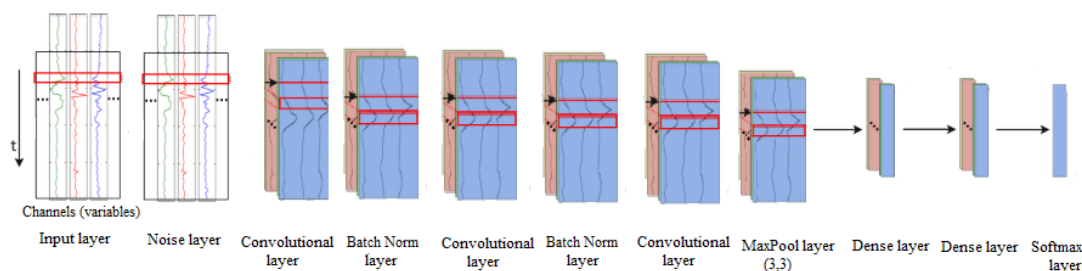 t
Channels (variables)
Input layer
Noise layer
Convolutional
layer
Batch Norm
layer
Convolutional
layer
Batch Norm
layer
Convolutional
layer
MaxPool layer
(3,3)
Dense layer
Dense layer
Softmax
layer